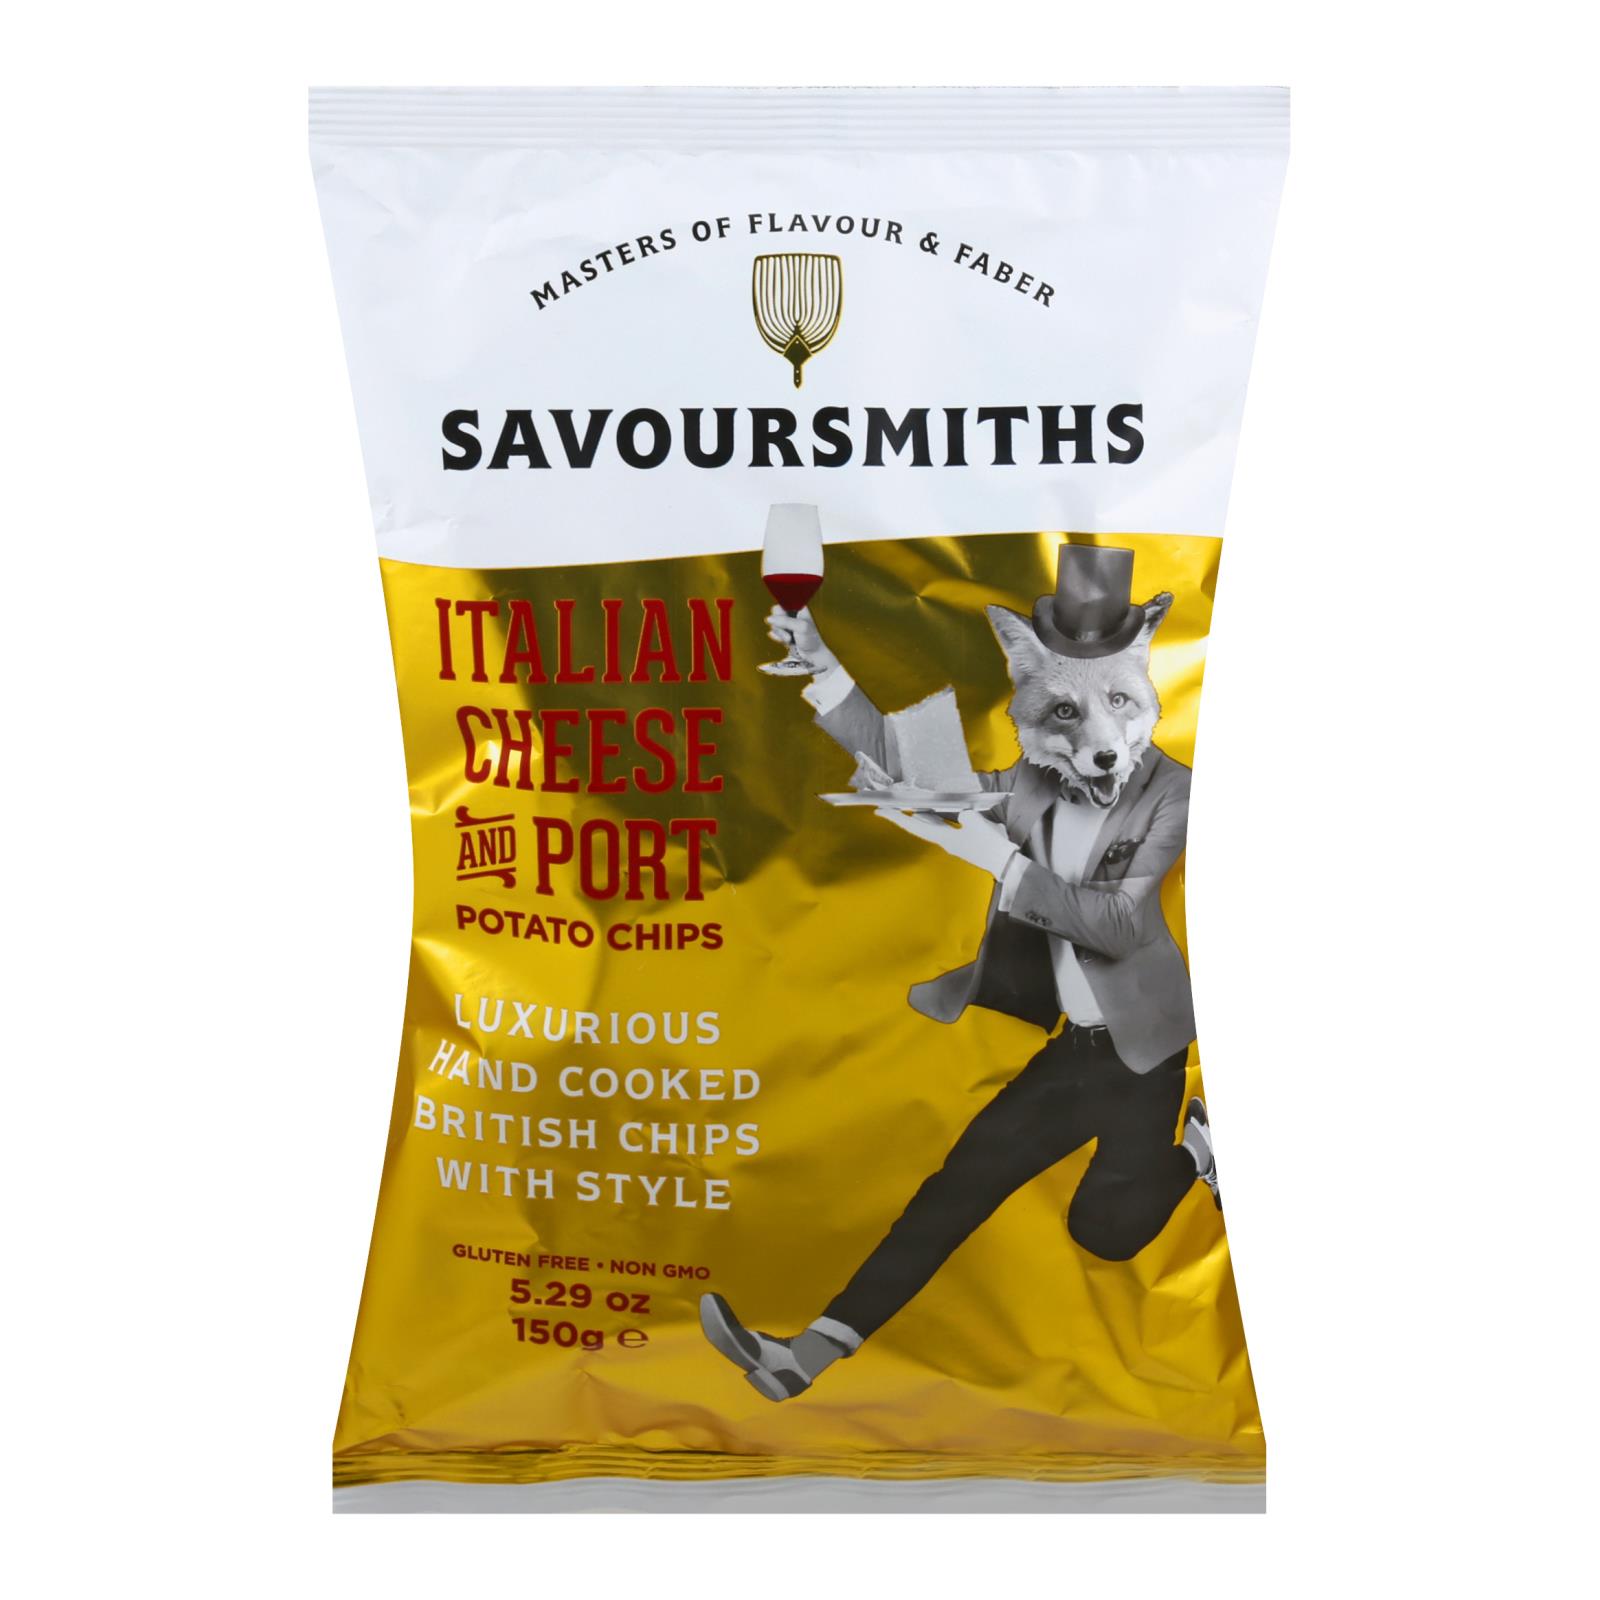 MASTERS OF FLAVOUR & FABER
SAVOURSMITHS
ITALIAN
CHEESE
AND PORT
POTATO CHIPS
LUXURIOUS
HAND COOKED
BRITISH CHIPS
WITH STYLE
GLUTEN FREE • NON GMO
5.29 oz
150g ℮